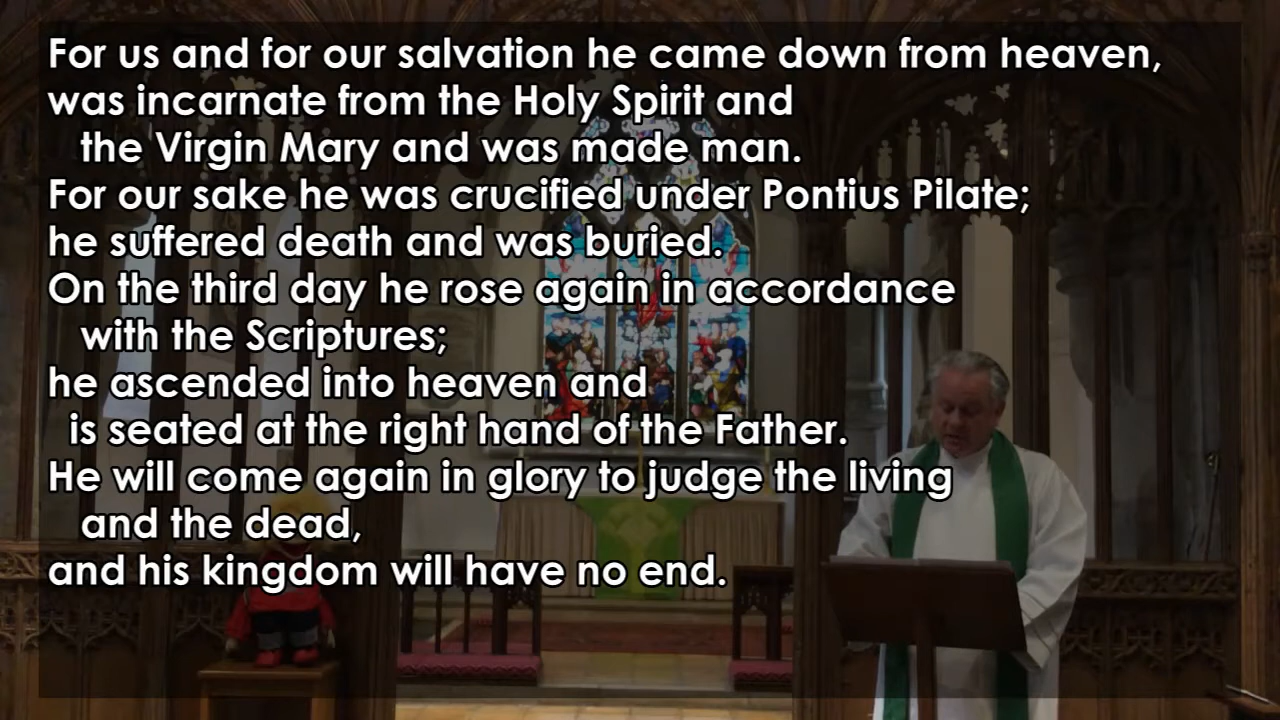 For us and for our salvation he came down from heaven,
was incarnate from the Holy Spirit and
the Virgin Mary and was made man.
For our sake he was crucified under Pontius Pilate;
he suffered death and was buried.
On the third day he rose again in accordance
with the Scriptures;
he ascended into heaven and
is seated at the right hand of the Father.
He will come again in glory to judge the living
and the dead,
and his kingdom will have no end.